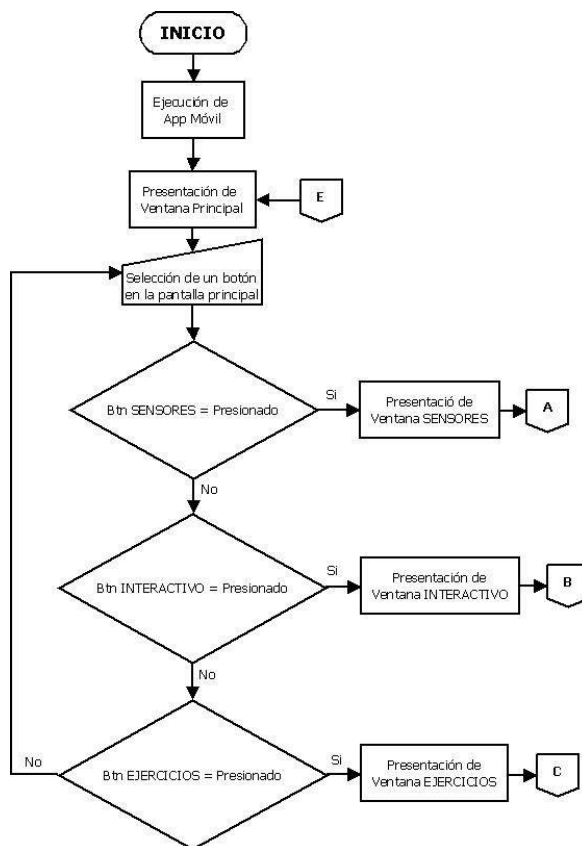 INICIO
Ejecución de
App Móvil
Presentación de
Ventana Principal
E
Selección de un botón
en la pantalla principal
Btn SENSORES = Presionado
Si
Presentació de
Ventana SENSORES
A
No
Btn INTERACTIVO = Presionado
Si
Presentación de
Ventana INTERACTIVO
B
No
No
Btn EJERCICIOS = Presionado
Si
Presentación de
Ventana EJERCICIOS
C